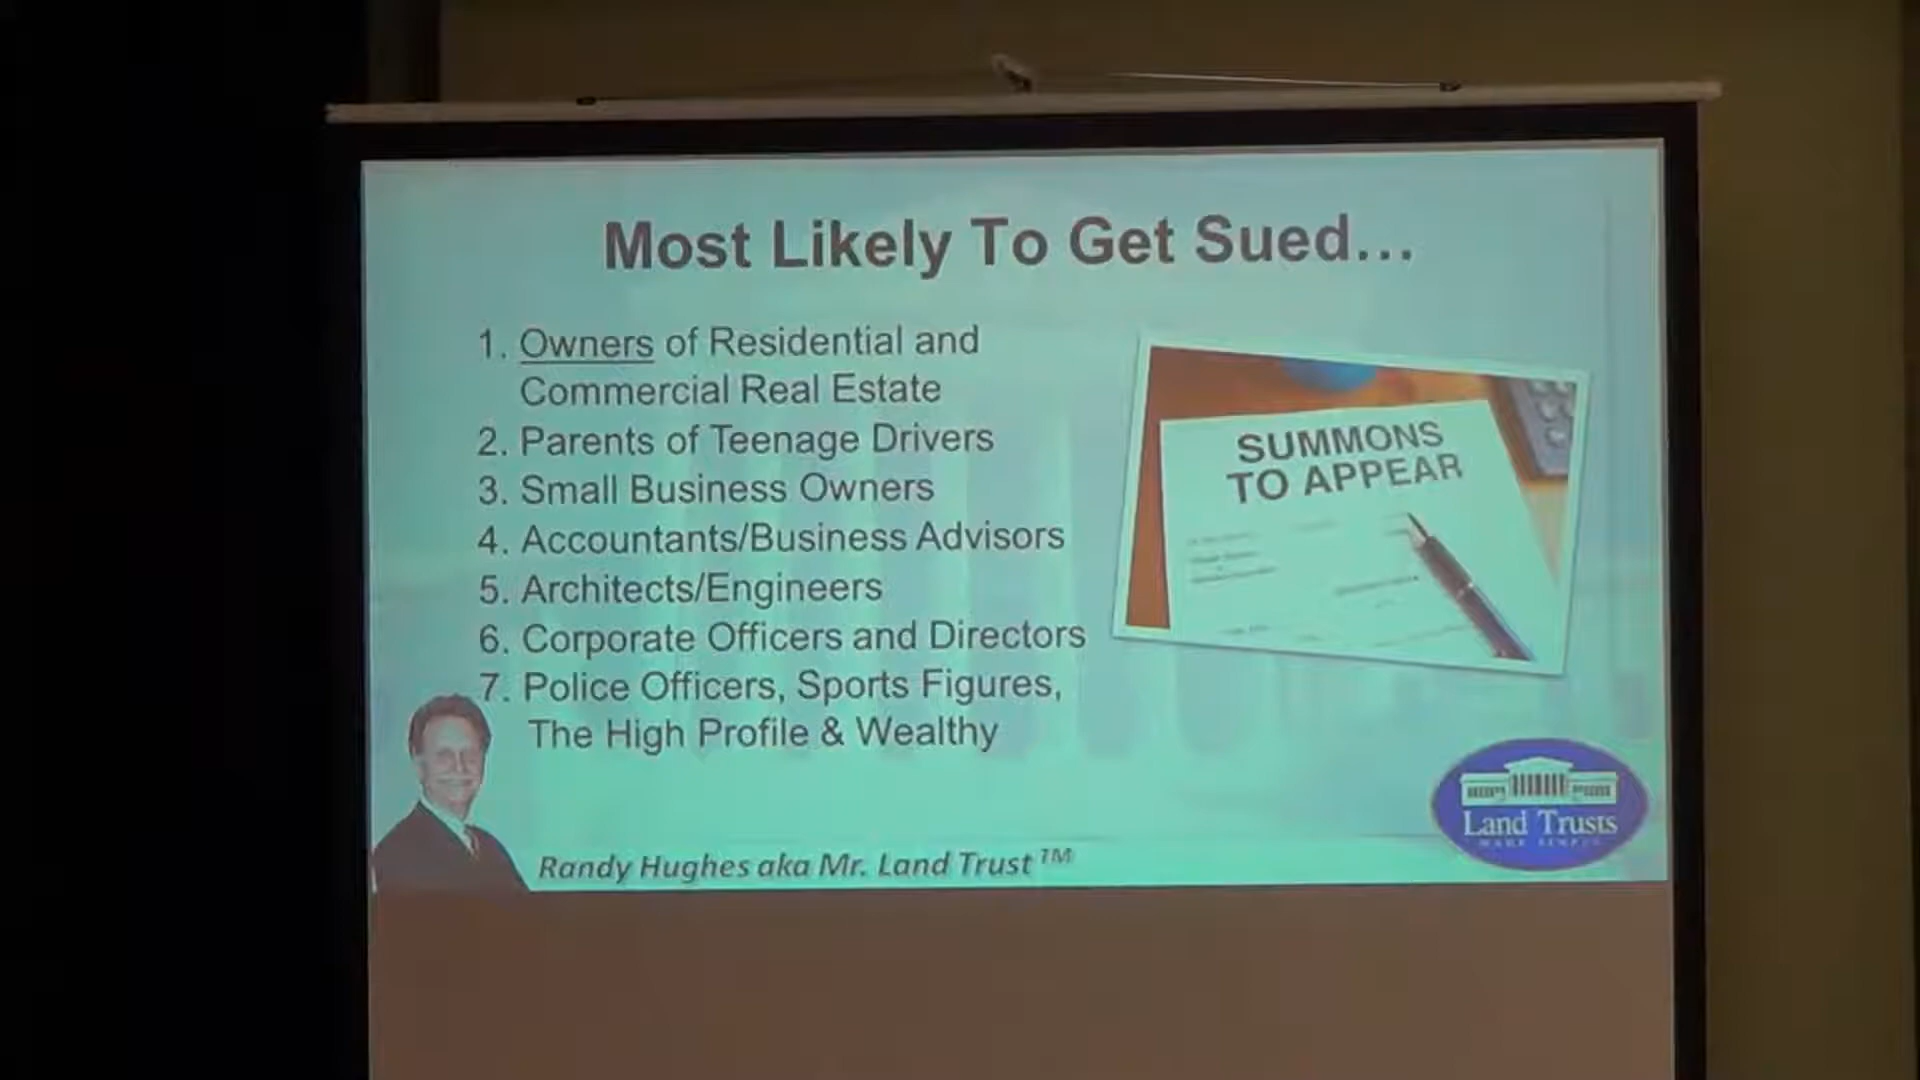 Most Likely To Get Sued...
1. Owners of Residential and
Commercial Real Estate
2. Parents of Teenage Drivers
3. Small Business Owners
4. Accountants/Business Advisors
5. Architects/Engineers
6. Corporate Officers and Directors
7. Police Officers, Sports Figures,
The High Profile & Wealthy
SUMMONS
TO APPEAR
Land Trusts
MADE SIMPLE
Randy Hughes aka Mr. Land Trust™